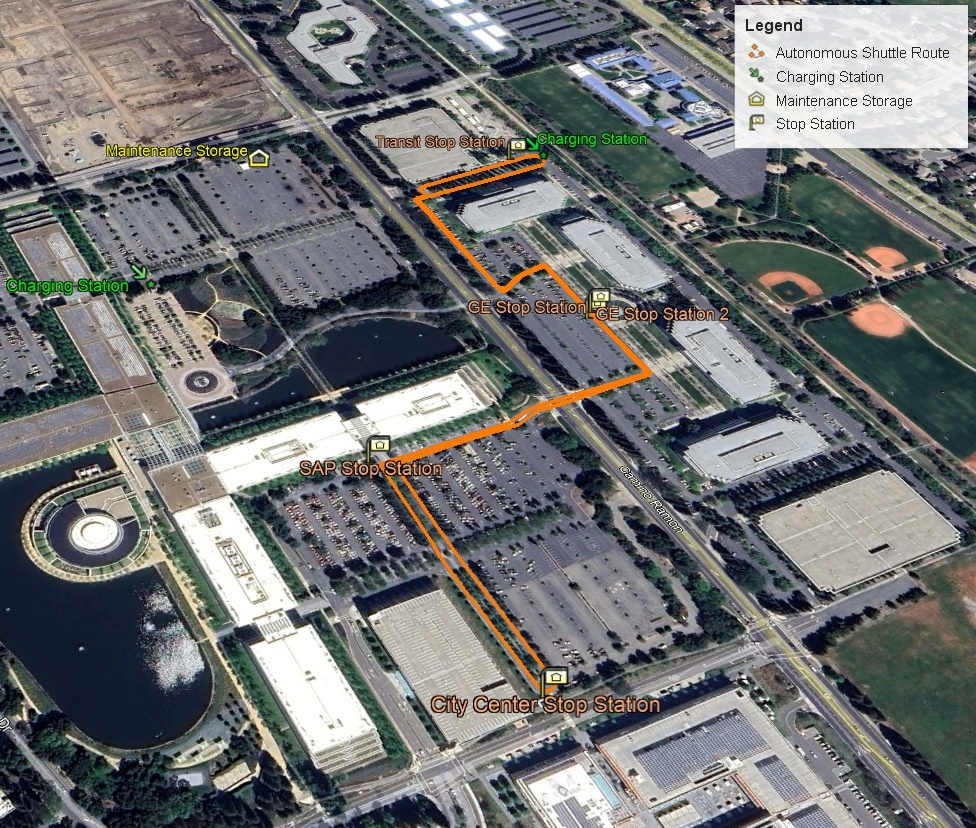 Legend
Autonomous Shuttle Route
Charging Station
Maintenance Storage
Stop Station
Transit Stop Station
Charging Station
Maintenance Storage
Charging Station
GE Stop Station
GE Stop Station 2
SAP Stop Station
Camino Ramon
City Center Stop Station
Dr